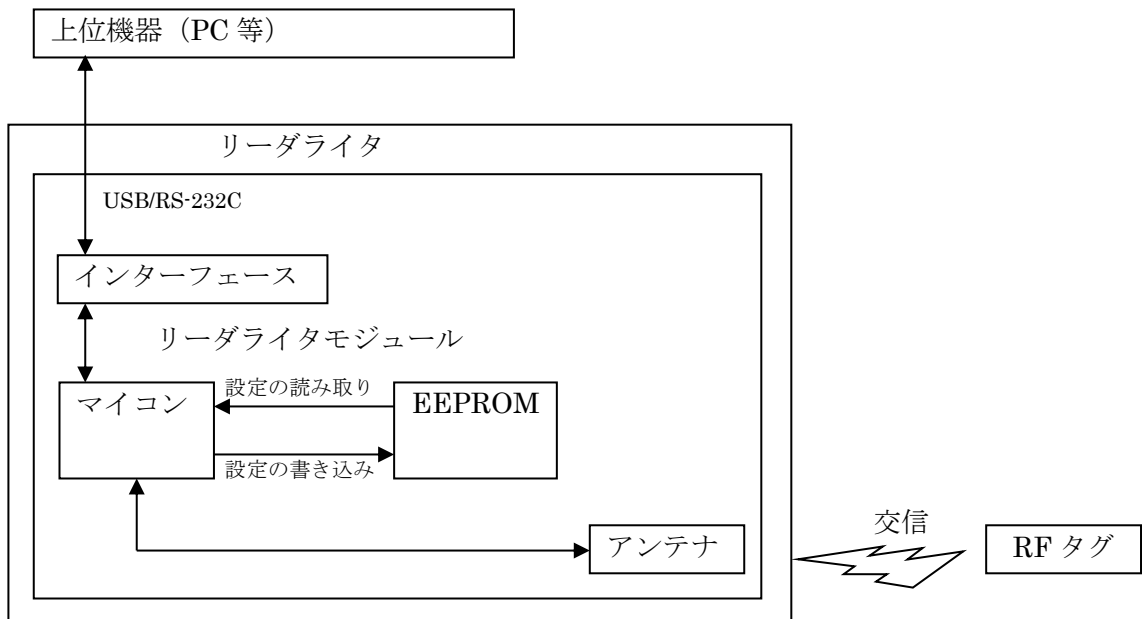 上位機器（PC 等）
リーダライタ
USB/RS-232C
インターフェース
リーダライタモジュール
マイコン
設定の読み取り
EEPROM
設定の書き込み
アンテナ
交信
RF タグ